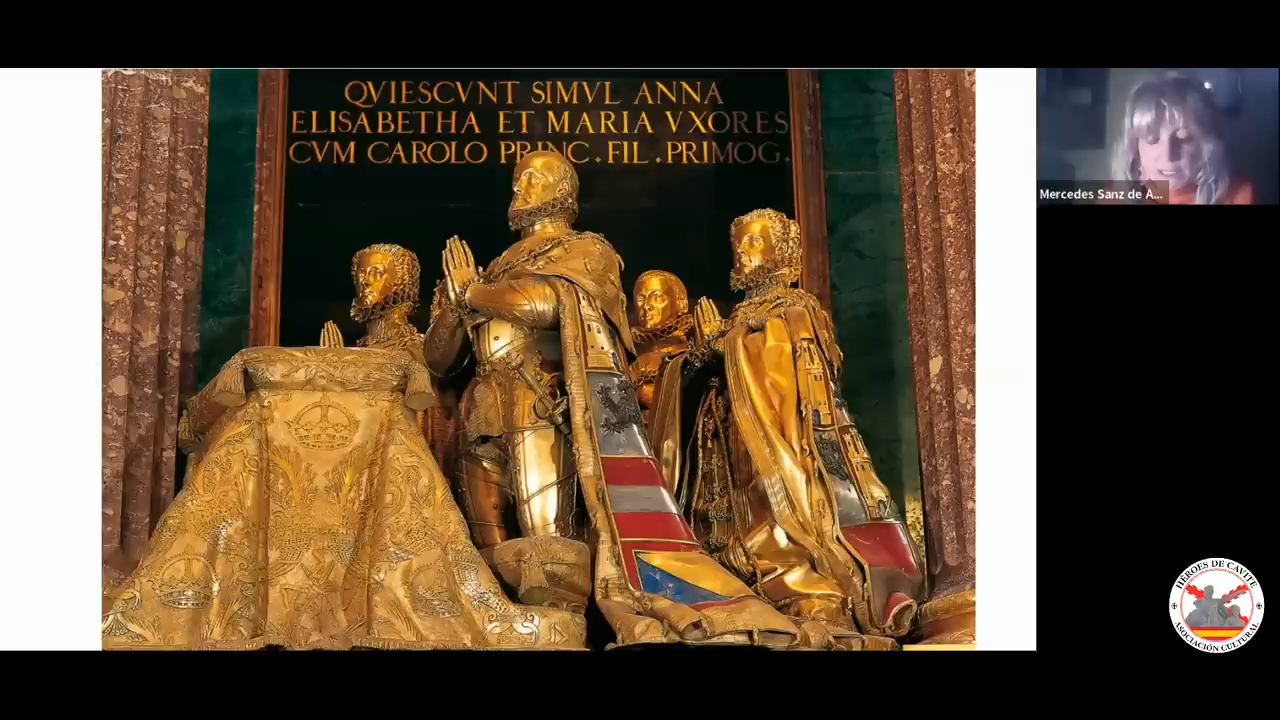 QVIESCVNT SIMVL ANNA
ELISABETHA ET MARIA VXORES
CVM CAROLO PRINC. FIL. PRIMOG.
Mercedes Sanz de A...
HÉROES DE CAVITE
ASOCIACIÓN CULTURAL